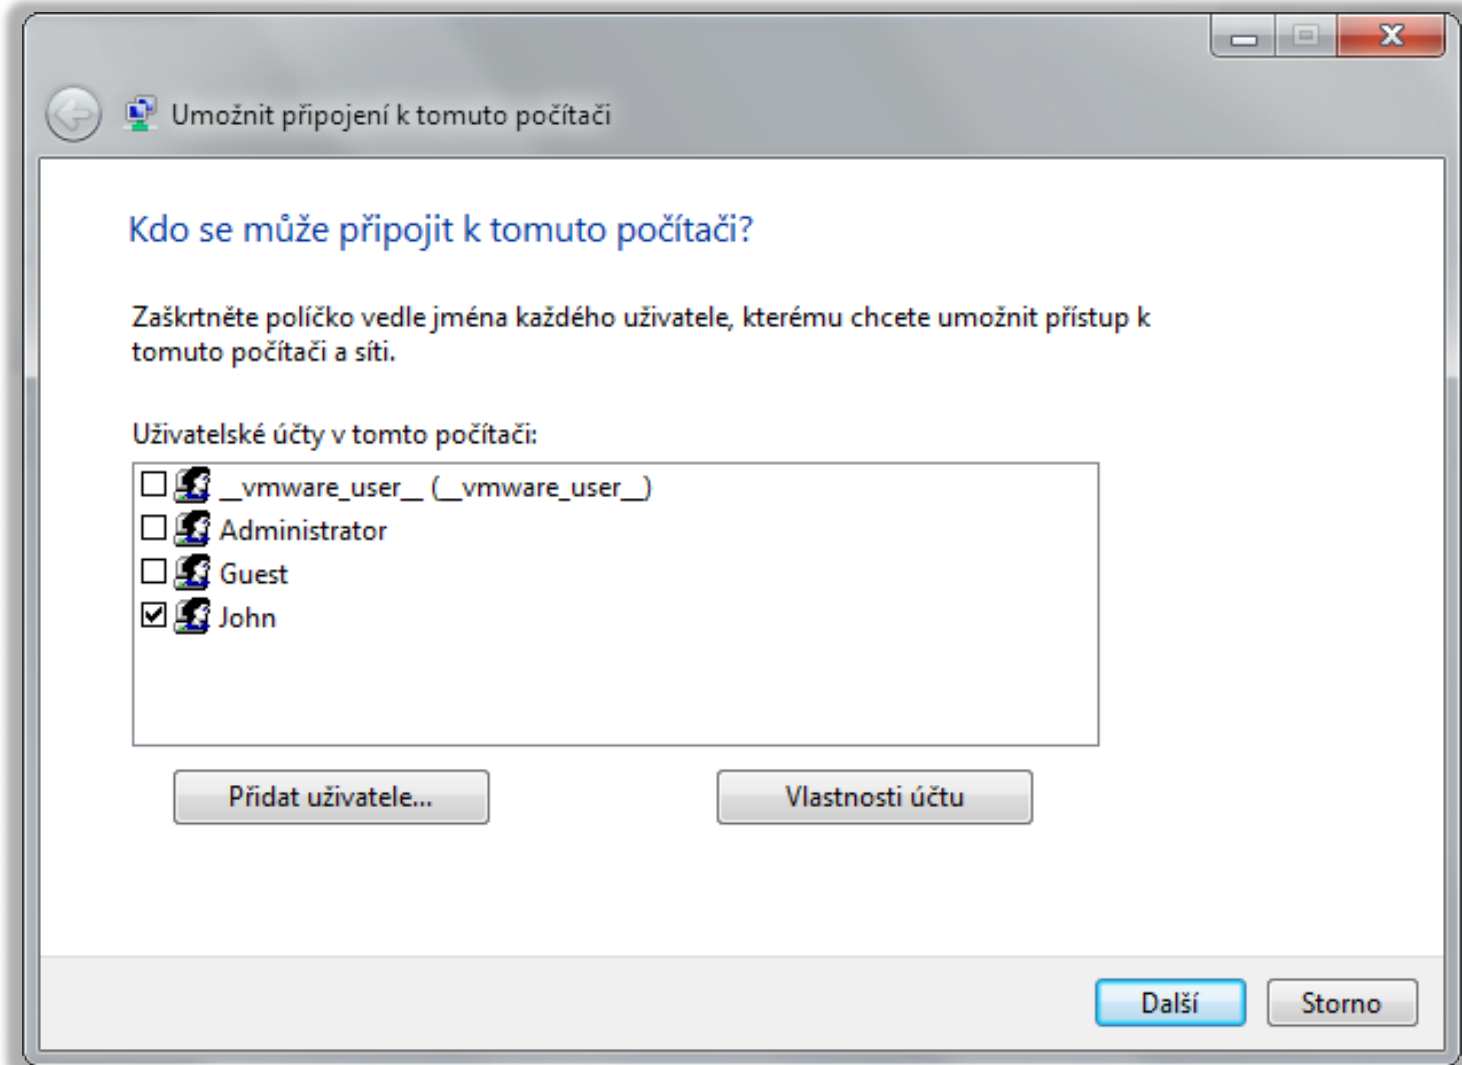 Umožnit připojení k tomuto počítači
Kdo se může připojit k tomuto počítači?
Zaškrtněte políčko vedle jména každého uživatele, kterému chcete umožnit přístup k
tomuto počítači a síti.
Uživatelské účty v tomto počítači:
__vmware_user__ (__vmware_user__)
Administrator
Guest
John
Přidat uživatele... Vlastnosti účtu
Další Storno